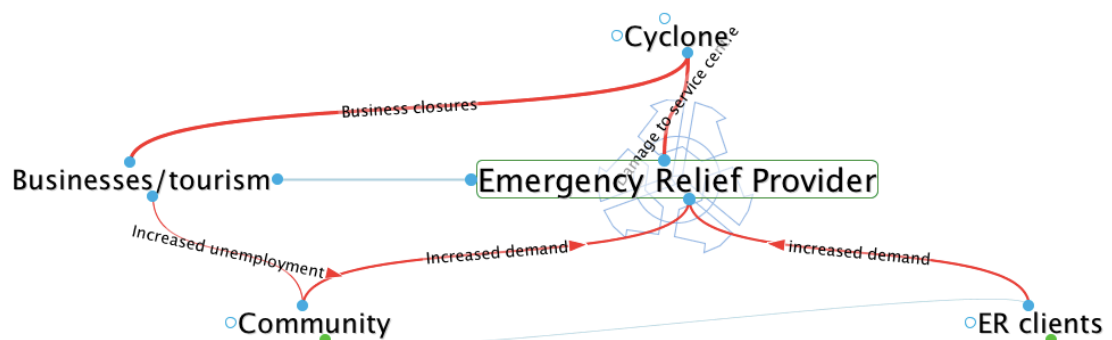 Cyclone
Business closures
damage to service centre
Businesses/tourism
Emergency Relief Provider
Increased unemployment
Increased demand
increased demand
Community
ER clients